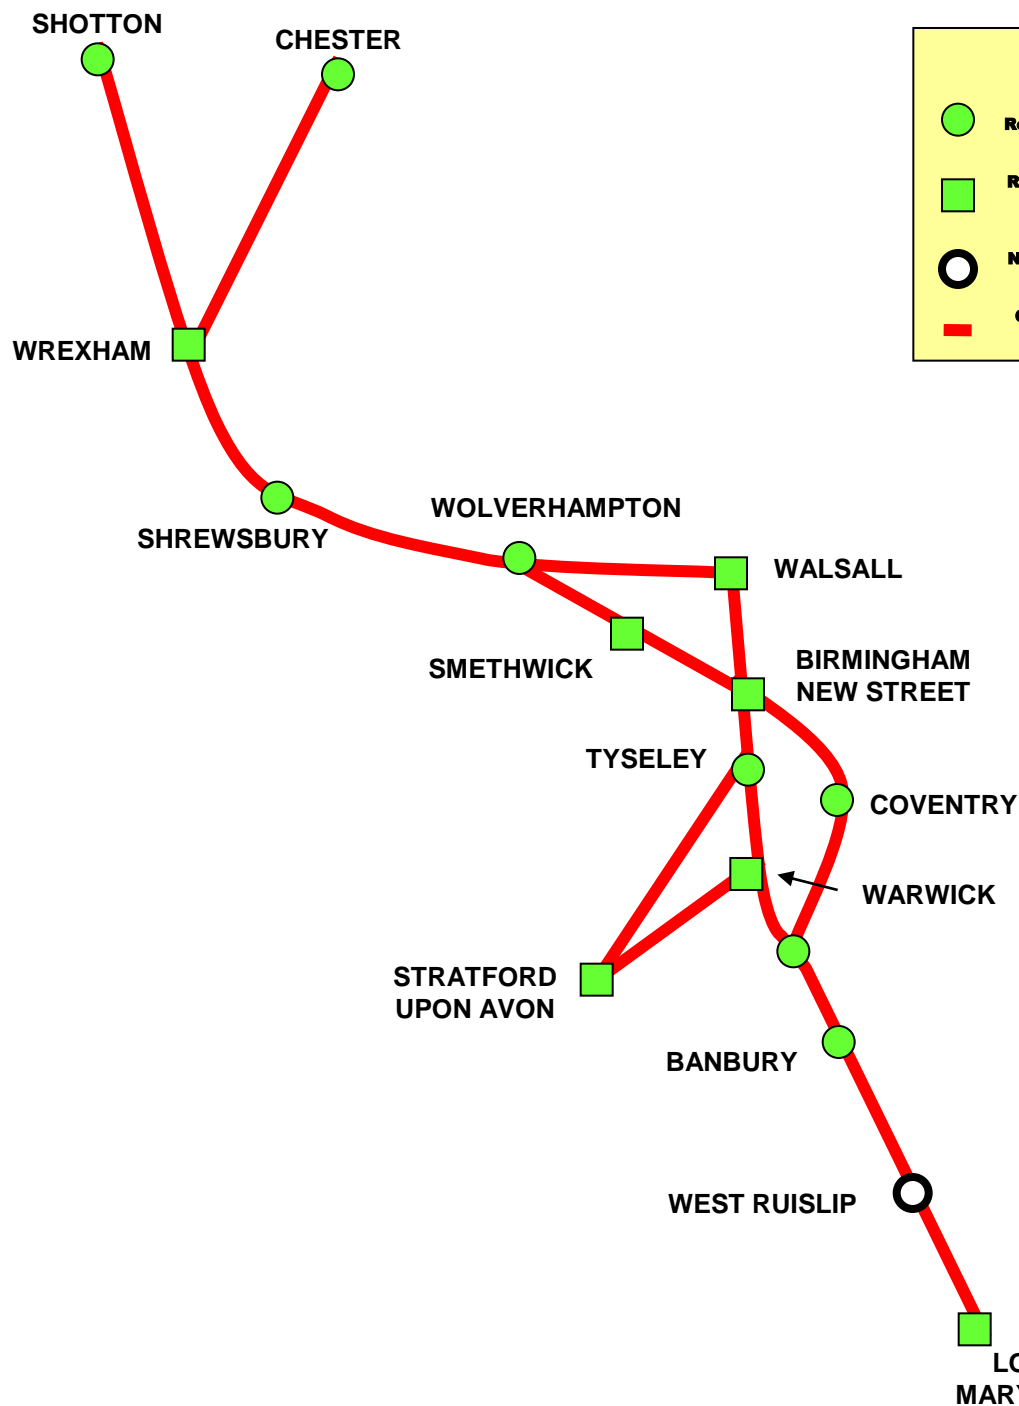 SHOTTON
CHESTER
WREXHAM
SHREWSBURY
WOLVERHAMPTON
WALSALL
SMETHWICK
BIRMINGHAM
NEW STREET
TYSELEY
COVENTRY
WARWICK
STRATFORD
UPON AVON
BANBURY
WEST RUISLIP